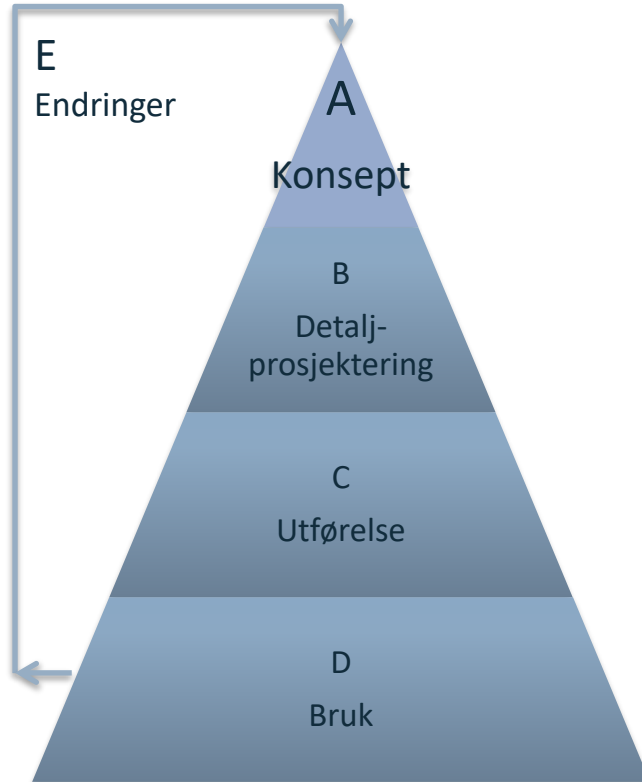 E
Endringer
A
Konsept
B
Detalj-
prosjektering
C
Utførelse
D
Bruk